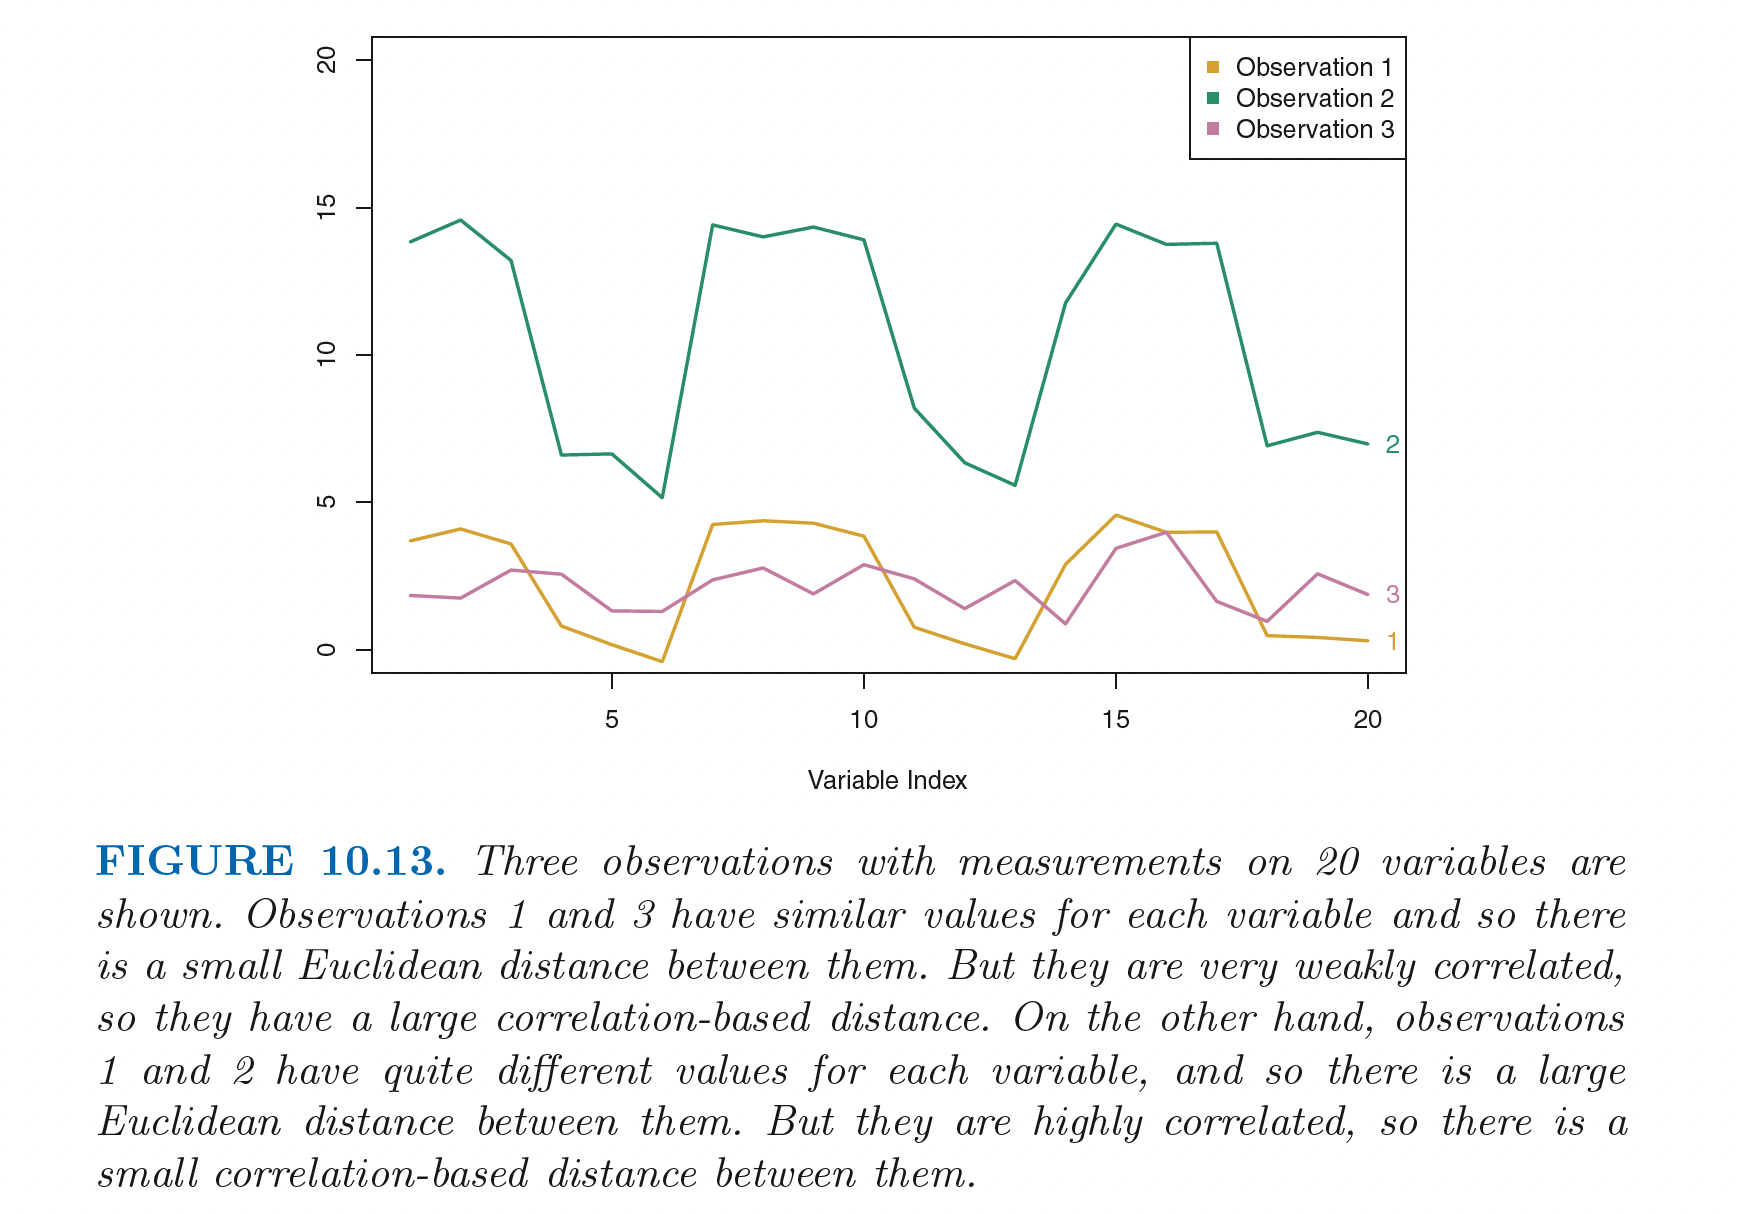 20
15
10
5
0
Observation 1
Observation 2
Observation 3
2
3
1
5 10 15 20
Variable Index
FIGURE 10.13. Three observations with measurements on 20 variables are
shown. Observations 1 and 3 have similar values for each variable and so there
is a small Euclidean distance between them. But they are very weakly correlated,
so they have a large correlation-based distance. On the other hand, observations
1 and 2 have quite different values for each variable, and so there is a large
Euclidean distance between them. But they are highly correlated, so there is a
small correlation-based distance between them.